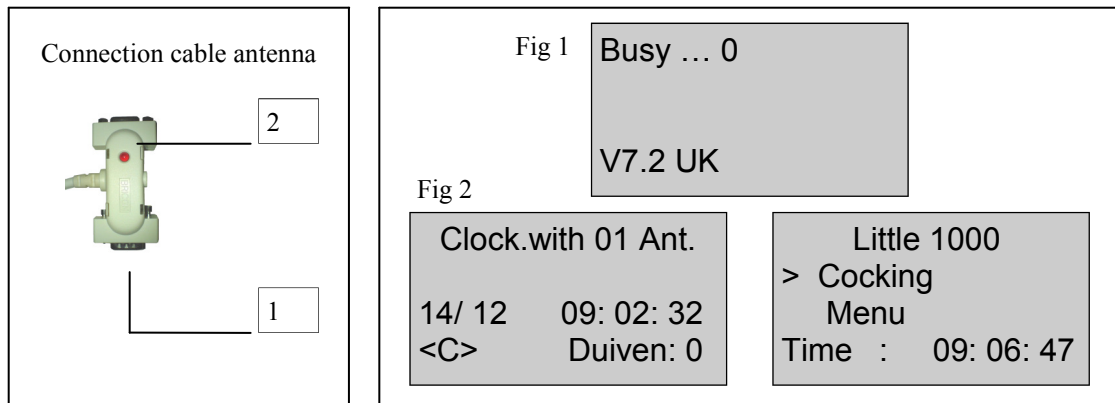 Connection cable antenna
2
1
Fig 1
Busy … 0
V7.2 UK
Fig 2
Clock.with 01 Ant.
14/ 12 09: 02: 32
<C> Duiven: 0
Little 1000
> Cocking
Menu
Time : 09: 06: 47